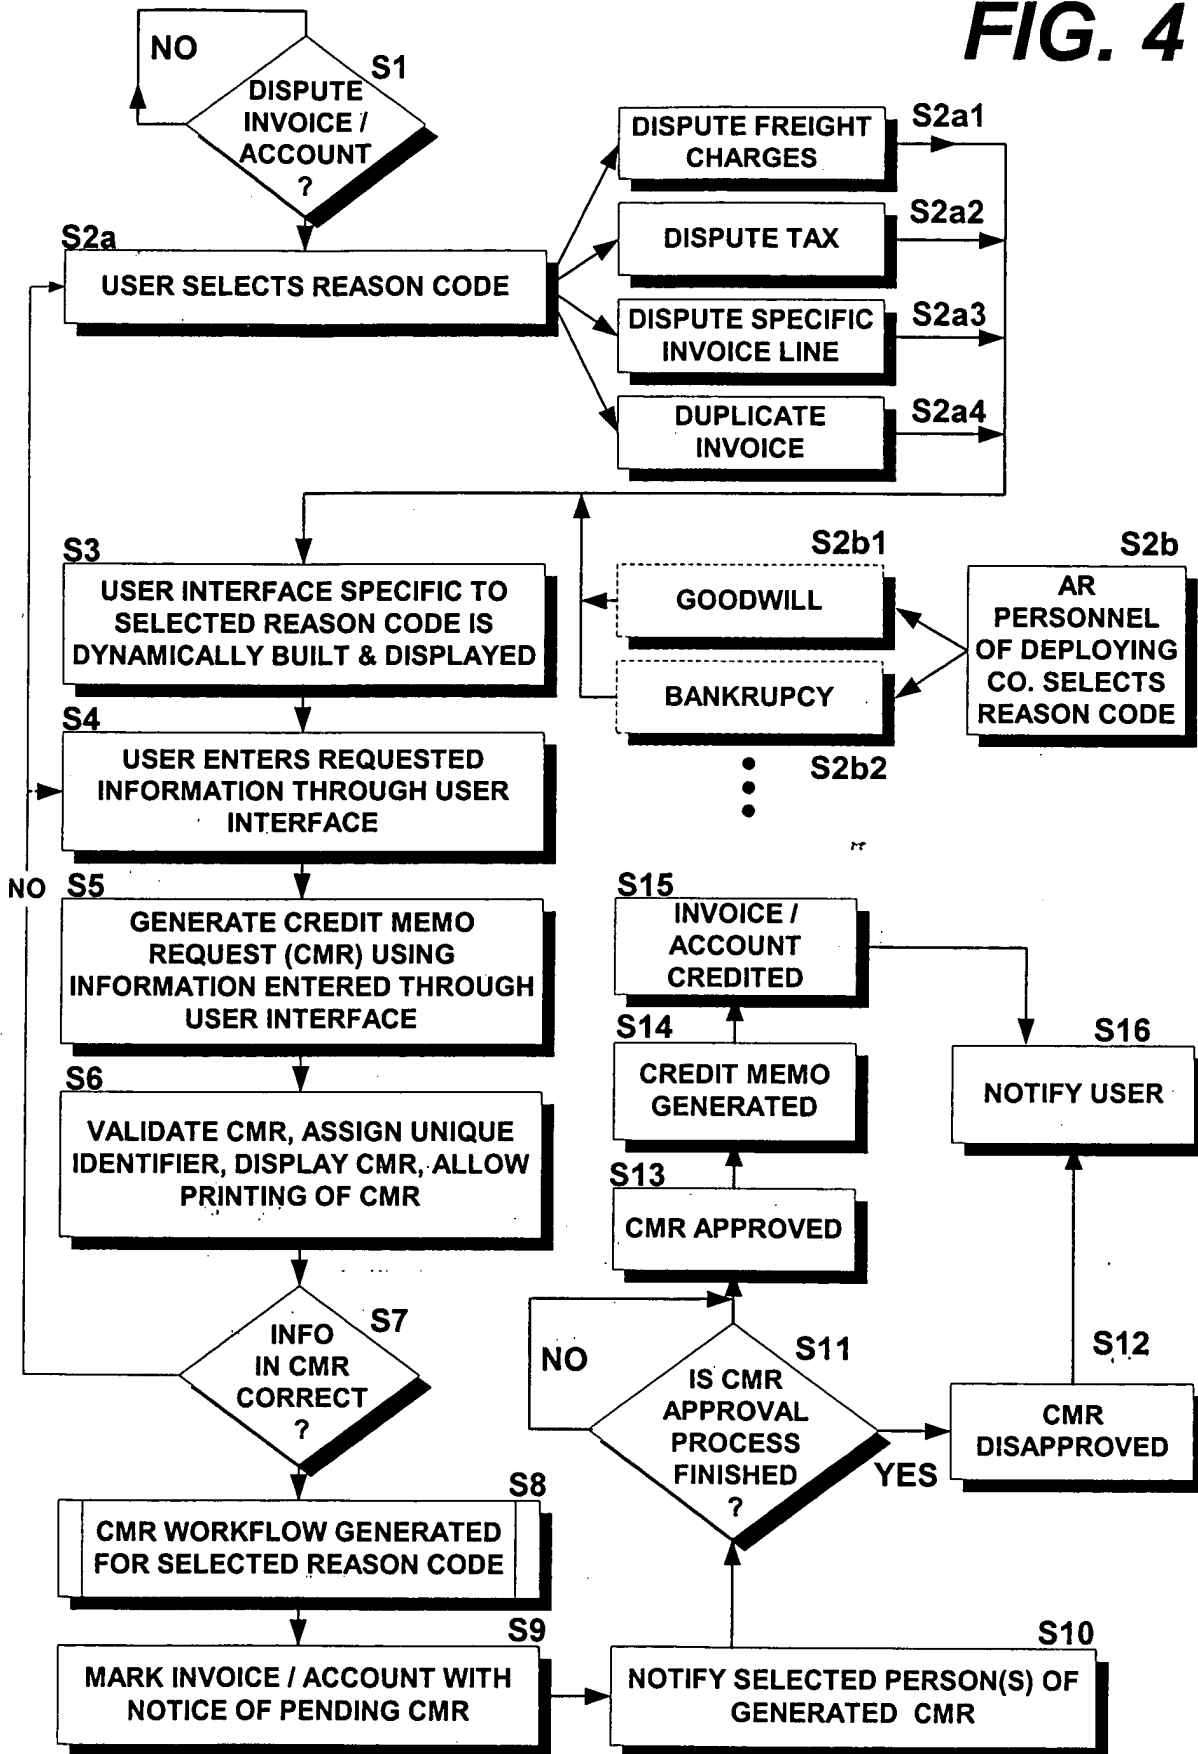 FIG. 4
NO
S1
DISPUTE
INVOICE /
ACCOUNT
?
S2a
USER SELECTS REASON CODE
DISPUTE FREIGHT
CHARGES
S2a1
DISPUTE TAX
S2a2
DISPUTE SPECIFIC
INVOICE LINE
S2a3
DUPLICATE
INVOICE
S2a4
S2b1
GOODWILL
BANKRUPCY
S2b2
S2b
AR
PERSONNEL
OF DEPLOYING
CO. SELECTS
REASON CODE
S3
USER INTERFACE SPECIFIC TO
SELECTED REASON CODE IS
DYNAMICALLY BUILT & DISPLAYED
S4
USER ENTERS REQUESTED
INFORMATION THROUGH USER
INTERFACE
NO
S5
GENERATE CREDIT MEMO
REQUEST (CMR) USING
INFORMATION ENTERED THROUGH
USER INTERFACE
S6
VALIDATE CMR, ASSIGN UNIQUE
IDENTIFIER, DISPLAY CMR, ALLOW
PRINTING OF CMR
S7
INFO
IN CMR
CORRECT
?
S8
CMR WORKFLOW GENERATED
FOR SELECTED REASON CODE
S9
MARK INVOICE / ACCOUNT WITH
NOTICE OF PENDING CMR
S10
NOTIFY SELECTED PERSON(S) OF
GENERATED CMR
S11
IS CMR
APPROVAL
PROCESS
FINISHED
?
NO
YES
S12
CMR
DISAPPROVED
S13
CMR APPROVED
S14
CREDIT MEMO
GENERATED
S15
INVOICE /
ACCOUNT
CREDITED
S16
NOTIFY USER